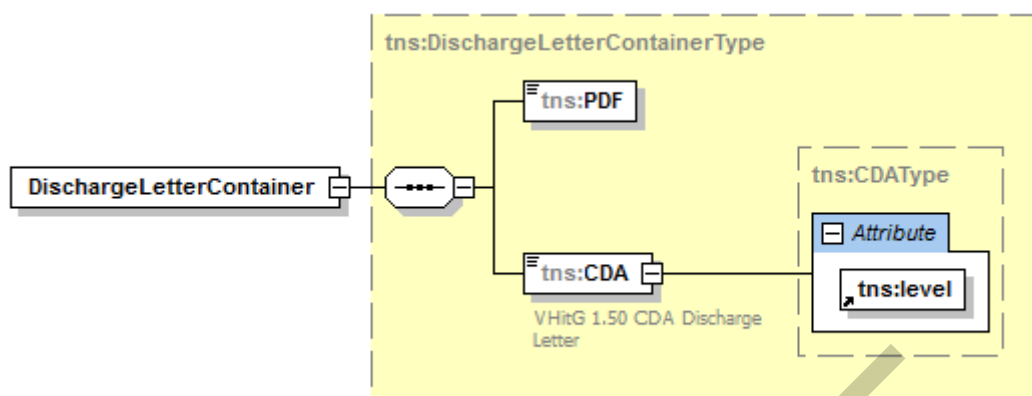 tns:DischargeLetterContainerType
tns:PDF
DischargeLetterContainer
tns:CDAType
Attribute
tns:CDA
tns:level
VHitG 1.50 CDA Discharge
Letter